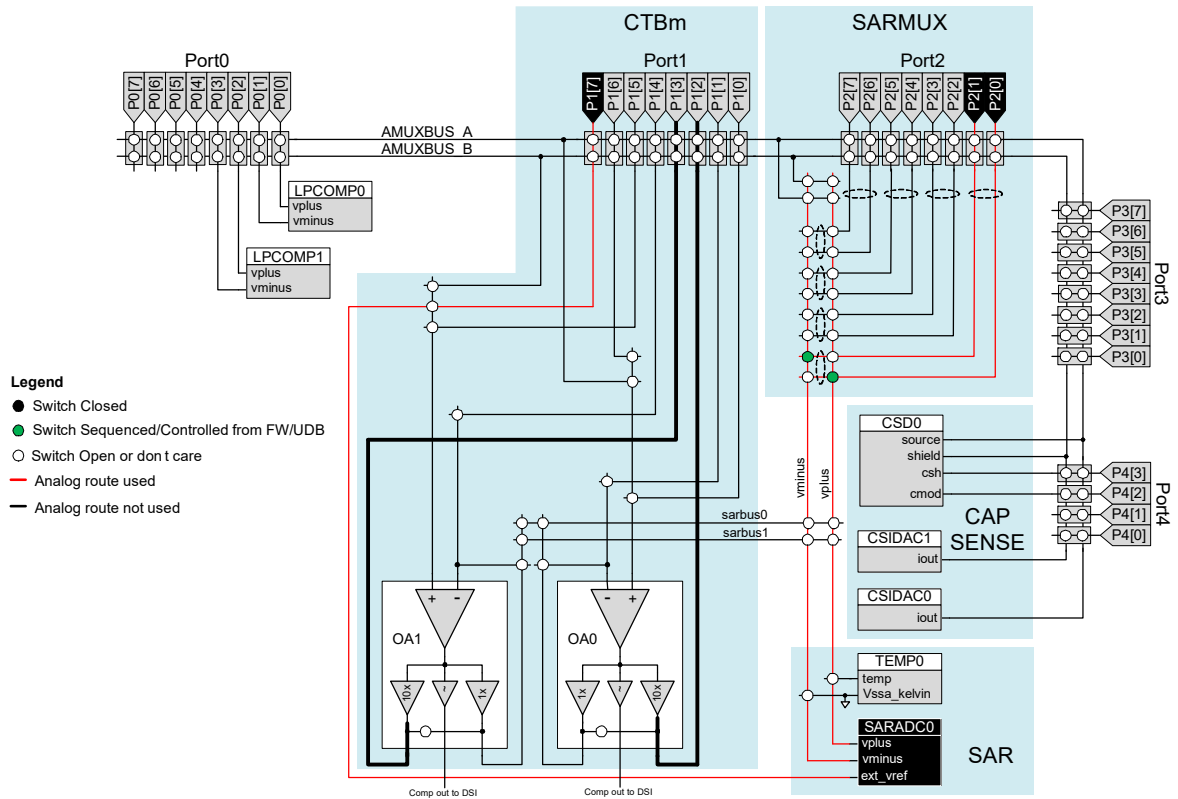 CTBm
SARMUX
Port0
Port1
Port2
P0[7]
P0[6]
P0[5]
P0[4]
P0[3]
P0[2]
P0[1]
P0[0]
P1[7]
P1[6]
P1[5]
P1[4]
P1[3]
P1[2]
P1[1]
P1[0]
P2[7]
P2[6]
P2[5]
P2[4]
P2[3]
P2[2]
P2[1]
P2[0]
AMUXBUS_A
AMUXBUS_B
LPCOMP0
vplus
vminus
LPCOMP1
vplus
vminus
P3[7]
P3[6]
P3[5]
P3[4]
P3[3]
P3[2]
P3[1]
P3[0]
Port3
Legend
Switch Closed
Switch Sequenced/Controlled from FW/UDB
Switch Open or don t care
Analog route used
Analog route not used
vminus
vplus
CSD0
source
shield
csh
cmod
P4[3]
P4[2]
P4[1]
P4[0]
Port4
CAP
SENSE
CSIDAC1
iout
CSIDAC0
iout
sarbus0
sarbus1
+
-
OA1
10x
~
1x
-
+
OA0
1x
~
10x
TEMP0
temp
Vssa_kelvin
SARADC0
vplus
vminus
ext_vref
SAR
Comp out to DSI
Comp out to DSI